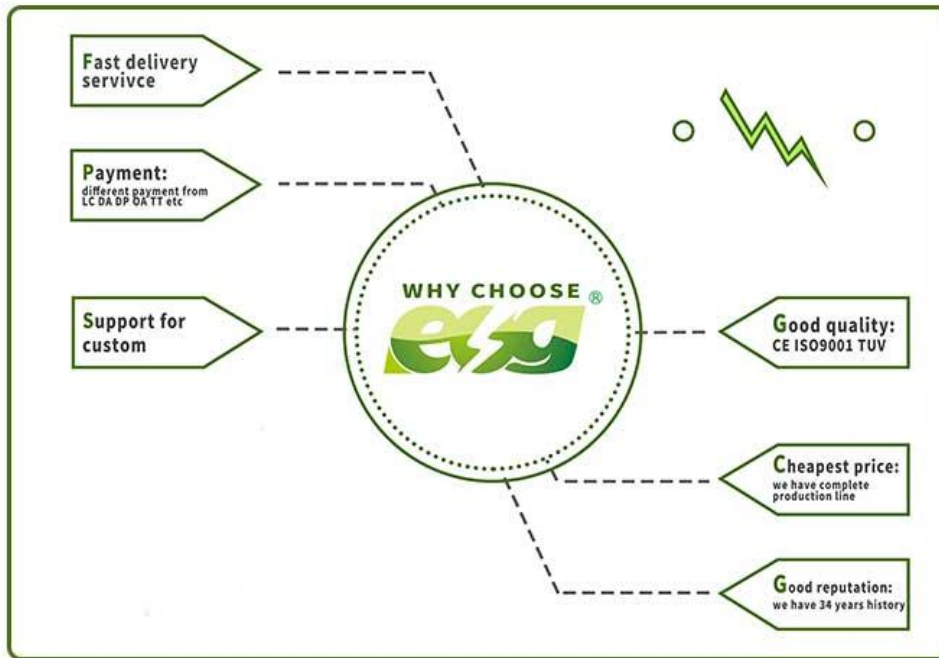 Fast delivery
servivce
Payment:
different payment from
LC DA DP OA TT etc
Support for
custom
WHY CHOOSE
esg®
Good quality:
CE ISO9001 TUV
Cheapest price:
we have complete
production line
Good reputation:
we have 34 years history